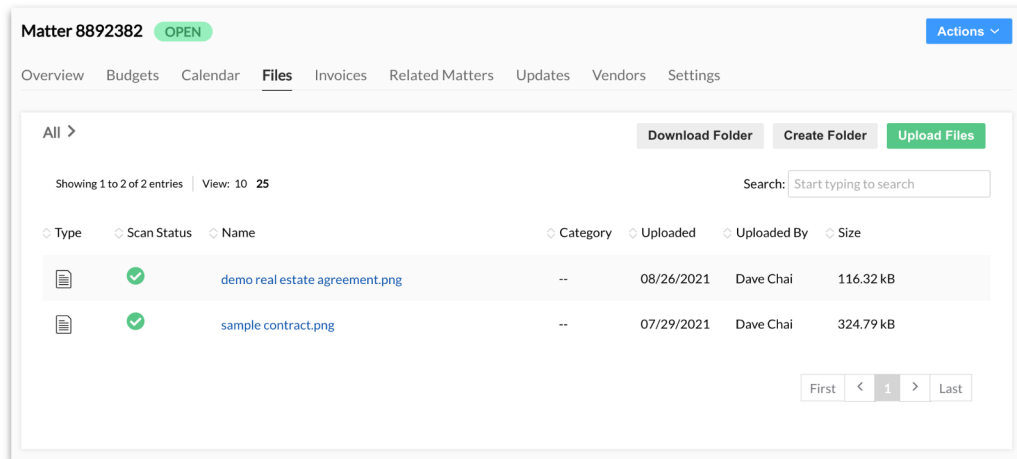 Matter 8892382 OPEN Actions
Overview Budgets Calendar Files Invoices Related Matters Updates Vendors Settings
All > Download Folder Create Folder Upload Files
Showing 1 to 2 of 2 entries View: 10 25 Search: Start typing to search
Type Scan Status Name Category Uploaded Uploaded By Size
demo real estate agreement.png -- 08/26/2021 Dave Chai 116.32 kB
sample contract.png -- 07/29/2021 Dave Chai 324.79 kB
First < 1 > Last